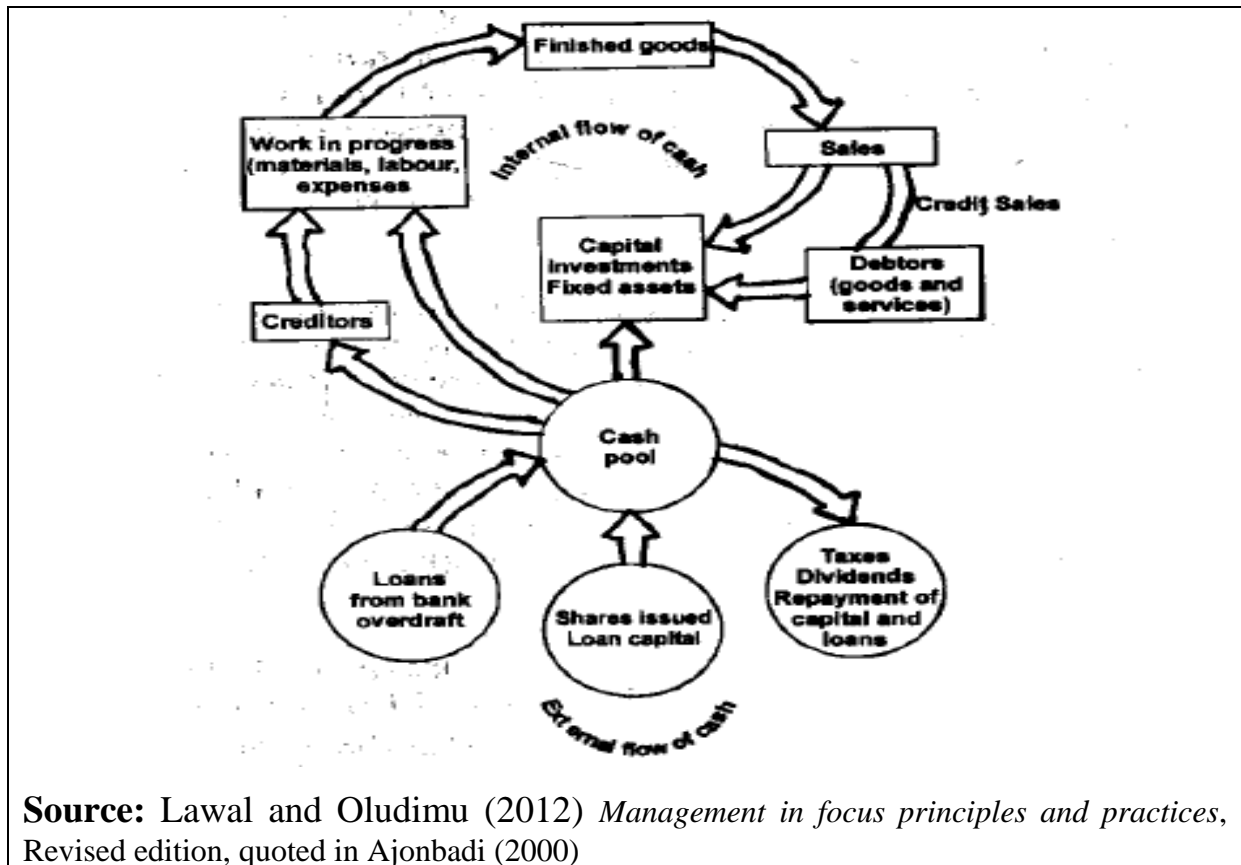 Finished goods
Work in progress
(materials, labour,
expenses
Internal flow of cash
Sales
Credit Sales
Capital
investments
Fixed assets
Debtors
(goods and
services)
Creditors
Cash
pool
Loans
from bank
overdraft
Shares issued
Loan capital
Taxes
Dividends
Repayment of
capital and
loans
External flow of cash
Source: Lawal and Oludimu (2012) Management in focus principles and practices,
Revised edition, quoted in Ajonbadi (2000)